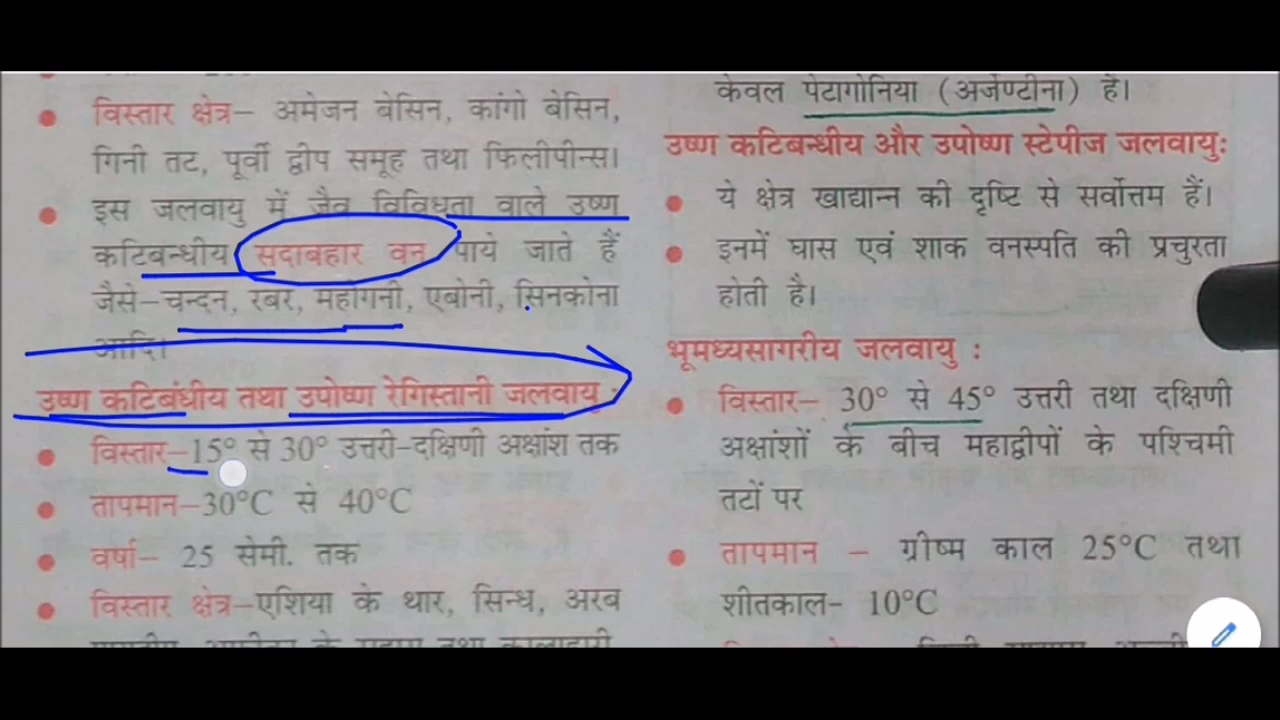 विस्तार क्षेत्र– अमेजन बेसिन, कांगो बेसिन,
गिनी तट, पूर्वी द्वीप समूह तथा फिलीपीन्स।
इस जलवायु में जैव विविधता वाले उष्ण
कटिबन्धीय सदाबहार वन पाये जाते हैं
जैसे–चन्दन, रबर, महोगनी, एबोनी, सिनकोना
आदि।
उष्ण कटिबंधीय तथा उपोष्ण रेगिस्तानी जलवायु :
विस्तार–15° से 30° उत्तरी-दक्षिणी अक्षांश तक
तापमान–30°C से 40°C
वर्षा– 25 सेमी. तक
विस्तार क्षेत्र–एशिया के थार, सिन्ध, अरब
केवल पेटागोनिया (अर्जेण्टीना) है।
उष्ण कटिबन्धीय और उपोष्ण स्टेपीज जलवायु:
ये क्षेत्र खाद्यान्न की दृष्टि से सर्वोत्तम हैं।
इनमें घास एवं शाक वनस्पति की प्रचुरता
होती है।
भूमध्यसागरीय जलवायु :
विस्तार– 30° से 45° उत्तरी तथा दक्षिणी
अक्षांशों के बीच महाद्वीपों के पश्चिमी
तटों पर
तापमान – ग्रीष्म काल 25°C तथा
शीतकाल– 10°C